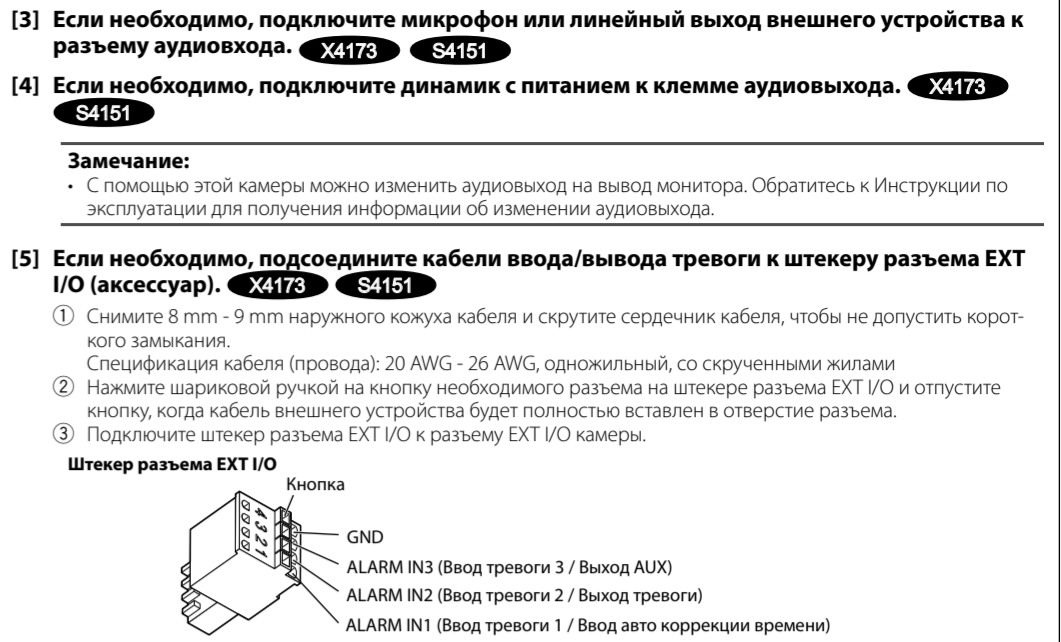 [3] Если необходимо, подключите микрофон или линейный выход внешнего устройства к
разъему аудиовхода. X4173 S4151
[4] Если необходимо, подключите динамик с питанием к клемме аудиовыхода. X4173
S4151
Замечание:
• С помощью этой камеры можно изменить аудиовыход на вывод монитора. Обратитесь к Инструкции по
эксплуатации для получения информации об изменении аудиовыхода.
[5] Если необходимо, подсоедините кабели ввода/вывода тревоги к штекеру разъема EXT
I/O (аксессуар). X4173 S4151
① Снимите 8 mm - 9 mm наружного кожуха кабеля и скрутите сердечник кабеля, чтобы не допустить корот-
кого замыкания.
Спецификация кабеля (провода): 20 AWG - 26 AWG, одножильный, со скрученными жилами
② Нажмите шариковой ручкой на кнопку необходимого разъема на штекере разъема EXT I/O и отпустите
кнопку, когда кабель внешнего устройства будет полностью вставлен в отверстие разъема.
③ Подключите штекер разъема EXT I/O к разъему EXT I/O камеры.
Штекер разъема EXT I/O
Кнопка
4 3 2 1
GND
ALARM IN3 (Ввод тревоги 3 / Выход AUX)
ALARM IN2 (Ввод тревоги 2 / Выход тревоги)
ALARM IN1 (Ввод тревоги 1 / Ввод авто коррекции времени)